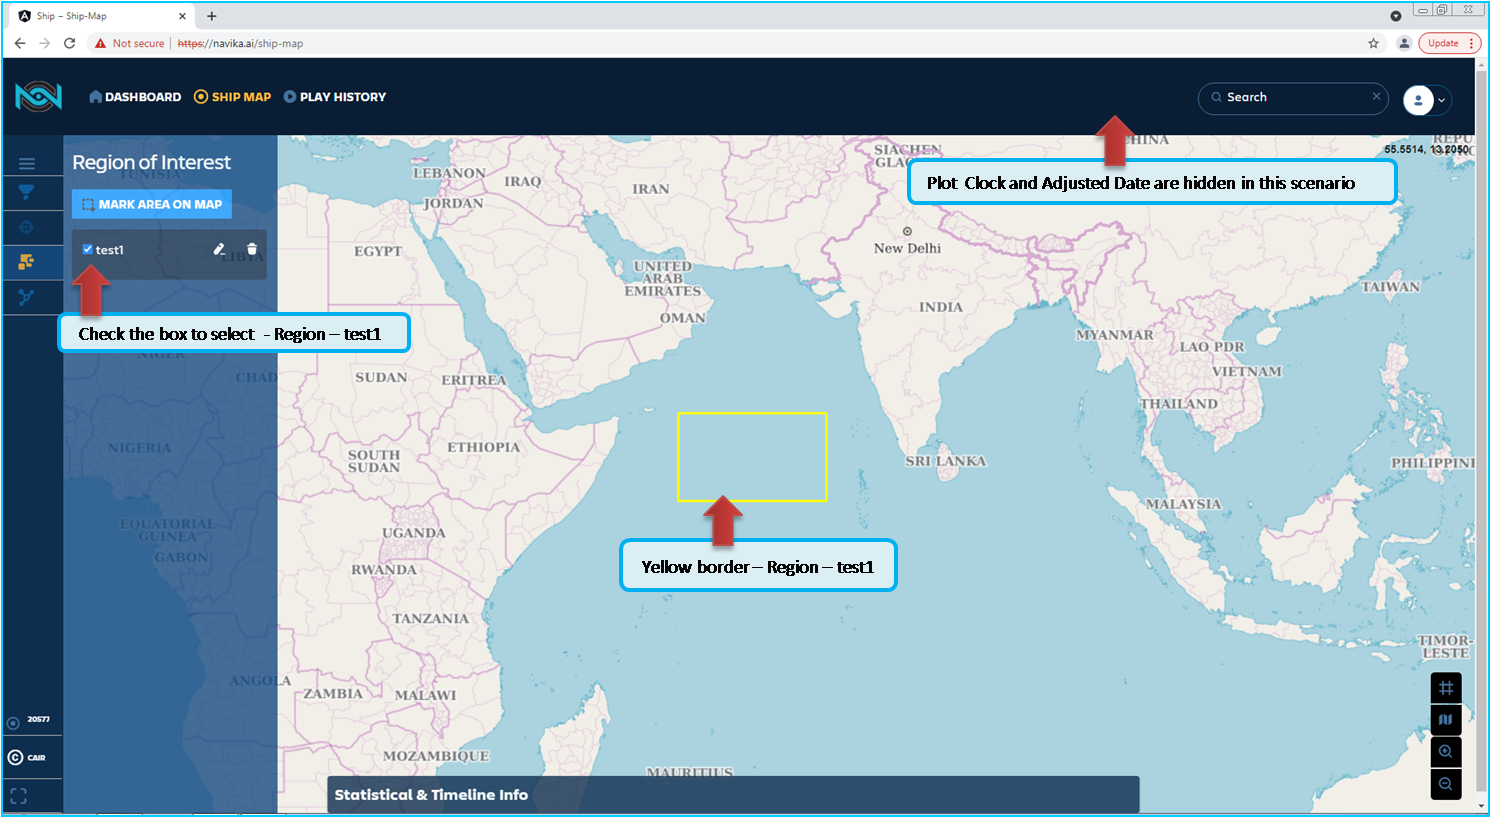 Ship – Ship-Map
Not secure
https://navika.ai/ship-map
Update
DASHBOARD
SHIP MAP
PLAY HISTORY
Search
Region of Interest
MARK AREA ON MAP
test1
Check the box to select - Region – test1
Plot Clock and Adjusted Date are hidden in this scenario
Yellow border – Region – test1
TUNISIA
LIBYA
NIGER
CHAD
NIGERIA
EQUATORIAL
GUINEA
GABON
ANGOLA
LEBANON
IRAQ
IRAN
JORDAN
EGYPT
UNITED
ARAB
EMIRATES
OMAN
SUDAN
ERITREA
ETHIOPIA
SOUTH
SUDAN
UGANDA
RWANDA
TANZANIA
ZAMBIA
MALAWI
MOZAMBIQUE
MAURITIUS
SIACHEN
GLAC
CHINA
REPU
55.5514, 13.2050
New Delhi
INDIA
TAIWAN
MYANMAR
LAO PDR
VIETNAM
THAILAND
SRI LANKA
PHILIPPINE
MALAYSIA
TIMOR-
LESTE
20577
CAIR
Statistical & Timeline Info